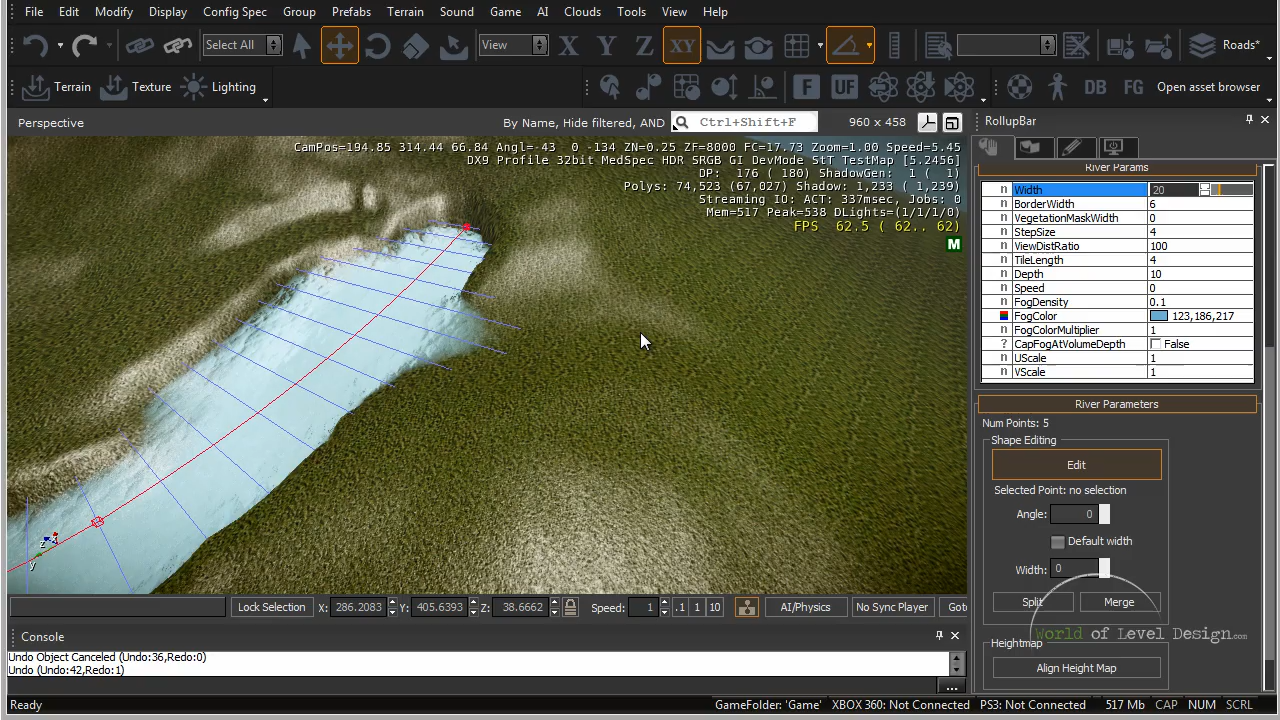 File Edit Modify Display Config Spec Group Prefabs Terrain Sound Game AI Clouds Tools View Help
Select All View X Y Z XY Roads*
Terrain Texture Lighting F UF DB FG Open asset browser
Perspective By Name, Hide filtered, AND Ctrl+Shift+F 960 x 458
RollupBar
CamPos=194.85 314.44 66.84 Angl=-43 0 -134 ZN=0.25 ZF=8000 FC=17.73 Zoom=1.00 Speed=5.45
DX9 Profile 32bit MedSpec HDR SRGB GI DevMode StT TestMap [5.2456]
DP: 176 ( 180) ShadowGen: 1 ( 1)
Polys: 74,523 (67,027) Shadow: 1,233 ( 1,239)
Streaming IO: ACT: 337msec, Jobs: 0
Mem=517 Peak=538 DLights=(1/1/1/0)
FPS 62.5 ( 62.. 62)
M
River Params
n Width 20
n BorderWidth 6
n VegetationMaskWidth 0
n StepSize 4
n ViewDistRatio 100
n TileLength 4
n Depth 10
n Speed 0
n FogDensity 0.1
FogColor 123,186,217
n FogColorMultiplier 1
? CapFogAtVolumeDepth False
n UScale 1
n VScale 1
River Parameters
Num Points: 5
Shape Editing
Edit
Selected Point: no selection
Angle: 0
Default width
Width: 0
Split Merge
World of Level Design.com
Heightmap
Align Height Map
z
y
Lock Selection X: 286.2083 Y: 405.6393 Z: 38.6662 Speed: 1 .1 1 10 AI/Physics No Sync Player Goto
Console
Undo Object Canceled (Undo:36,Redo:0)
Undo (Undo:42,Redo:1)
...
Ready GameFolder: 'Game' XBOX 360: Not Connected PS3: Not Connected 517 Mb CAP NUM SCRL